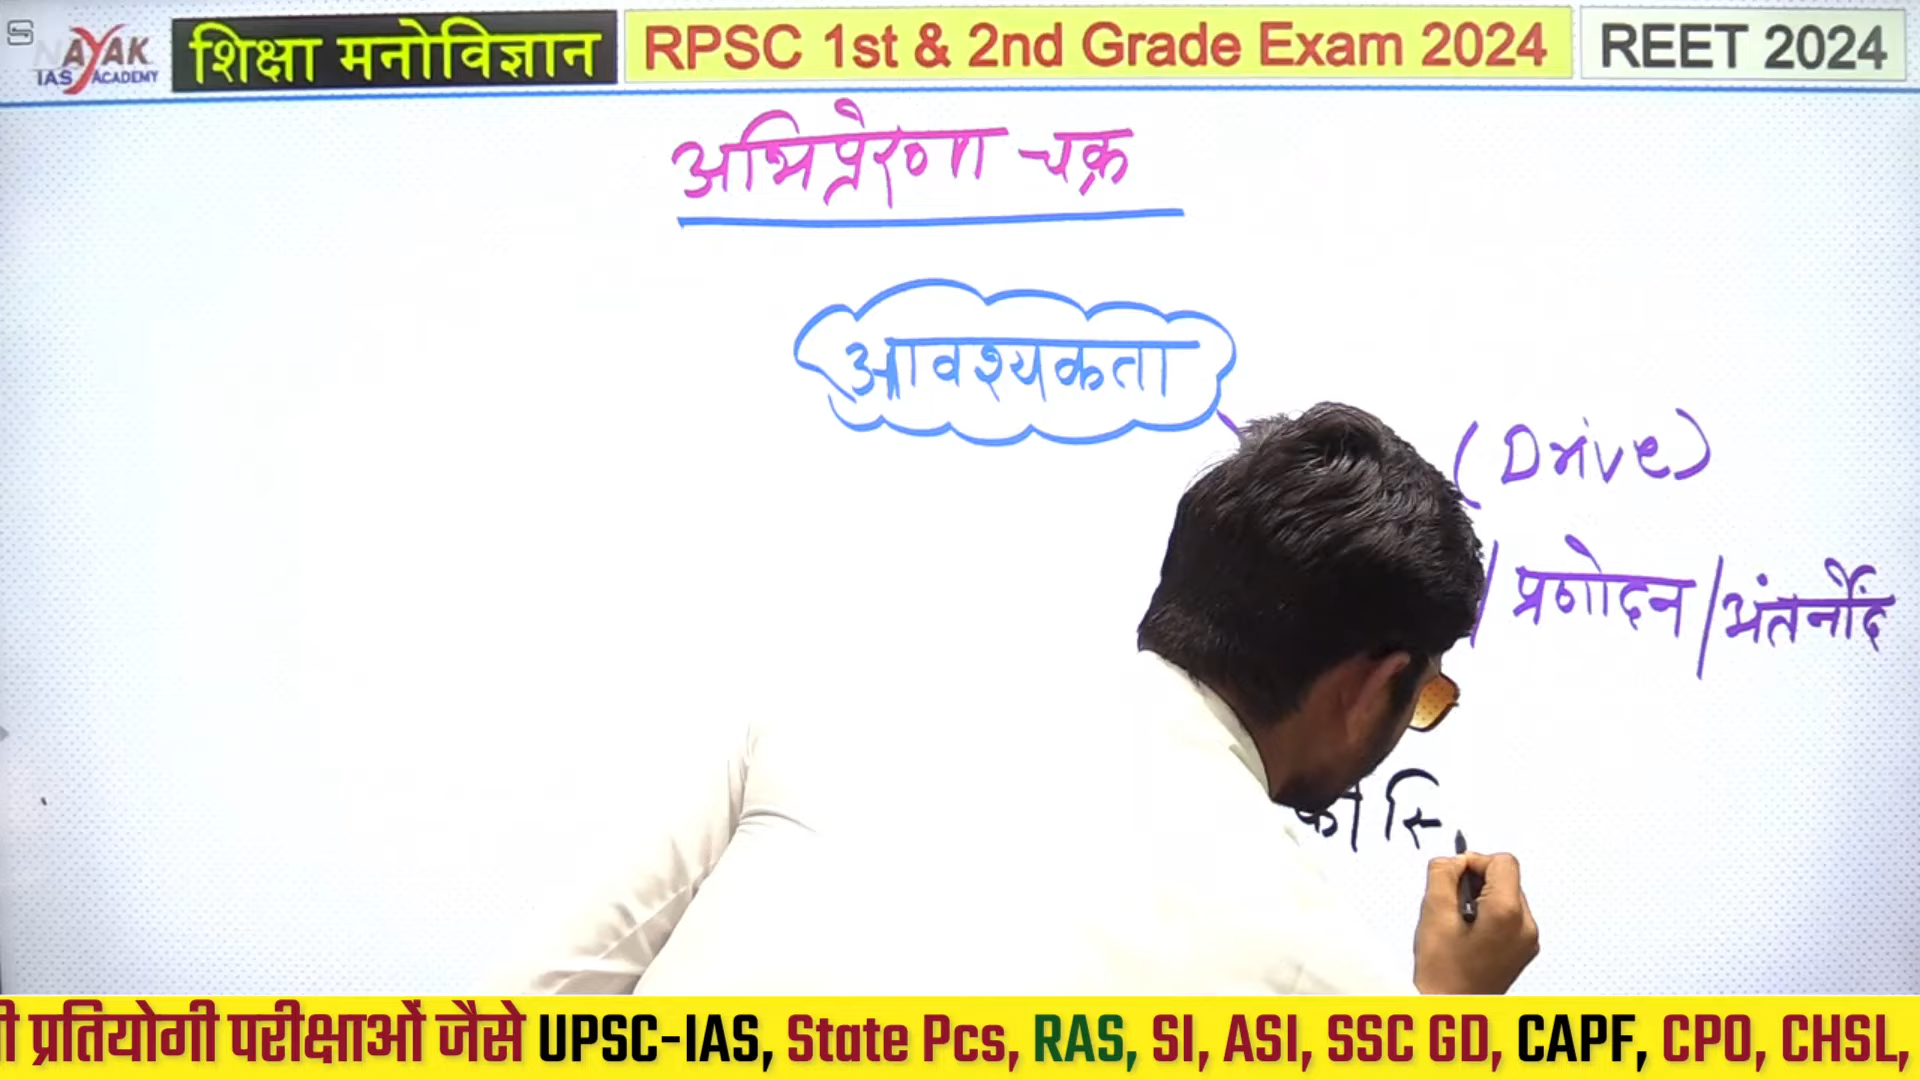 NAYAK
IAS ACADEMY
शिक्षा मनोविज्ञान
RPSC 1st & 2nd Grade Exam 2024
REET 2024
अभिप्रेरणा चक्र
आवश्यकता
(Drive)
/ प्रणोदन / अंतर्नोद
की स्
प्रतियोगी परीक्षाओं जैसे UPSC-IAS, State Pcs, RAS, SI, ASI, SSC GD, CAPF, CPO, CHSL,